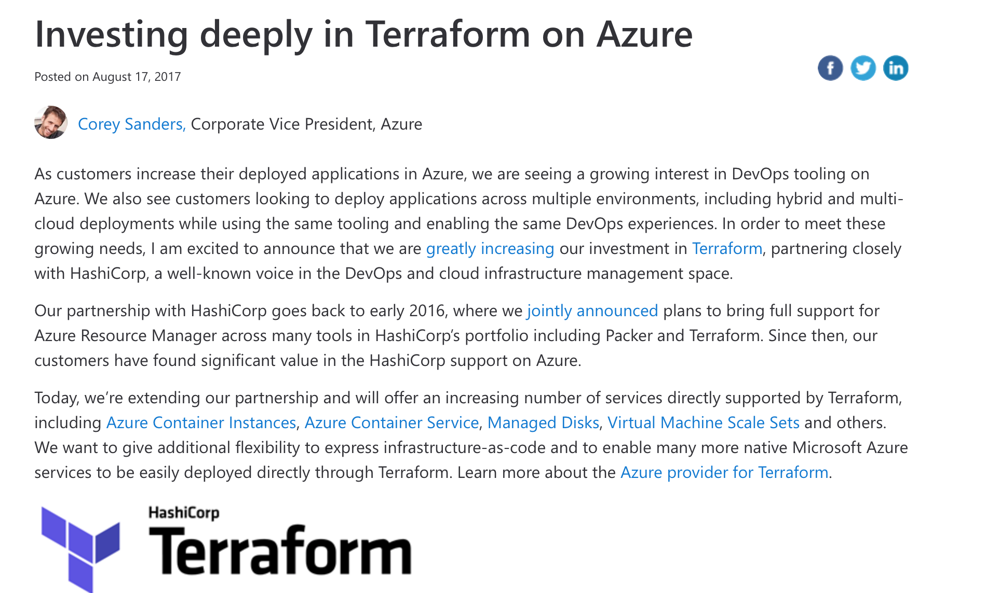 Investing deeply in Terraform on Azure
Posted on August 17, 2017
f in
Corey Sanders, Corporate Vice President, Azure
As customers increase their deployed applications in Azure, we are seeing a growing interest in DevOps tooling on
Azure. We also see customers looking to deploy applications across multiple environments, including hybrid and multi-
cloud deployments while using the same tooling and enabling the same DevOps experiences. In order to meet these
growing needs, I am excited to announce that we are greatly increasing our investment in Terraform, partnering closely
with HashiCorp, a well-known voice in the DevOps and cloud infrastructure management space.
Our partnership with HashiCorp goes back to early 2016, where we jointly announced plans to bring full support for
Azure Resource Manager across many tools in HashiCorp’s portfolio including Packer and Terraform. Since then, our
customers have found significant value in the HashiCorp support on Azure.
Today, we’re extending our partnership and will offer an increasing number of services directly supported by Terraform,
including Azure Container Instances, Azure Container Service, Managed Disks, Virtual Machine Scale Sets and others.
We want to give additional flexibility to express infrastructure-as-code and to enable many more native Microsoft Azure
services to be easily deployed directly through Terraform. Learn more about the Azure provider for Terraform.
HashiCorp
Terraform